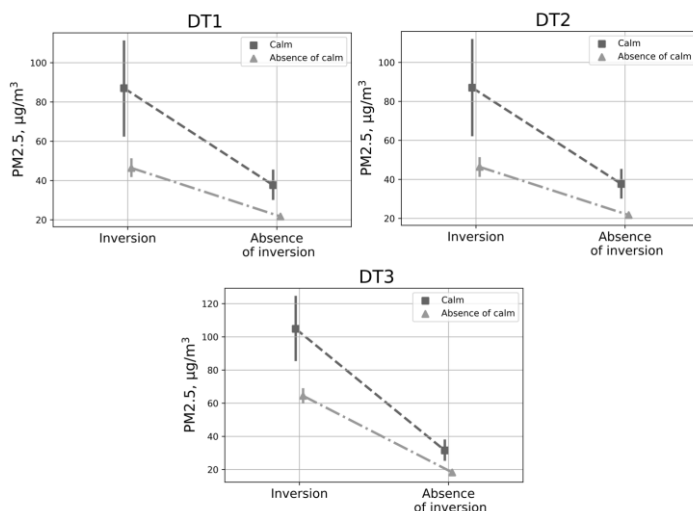 DT1
PM2.5, µg/m³
100
80
60
40
20
Calm
Absence of calm
Inversion
Absence
of inversion
DT2
PM2.5, µg/m³
100
80
60
40
20
Calm
Absence of calm
Inversion
Absence
of inversion
DT3
PM2.5, µg/m³
120
100
80
60
40
20
Calm
Absence of calm
Inversion
Absence
of inversion